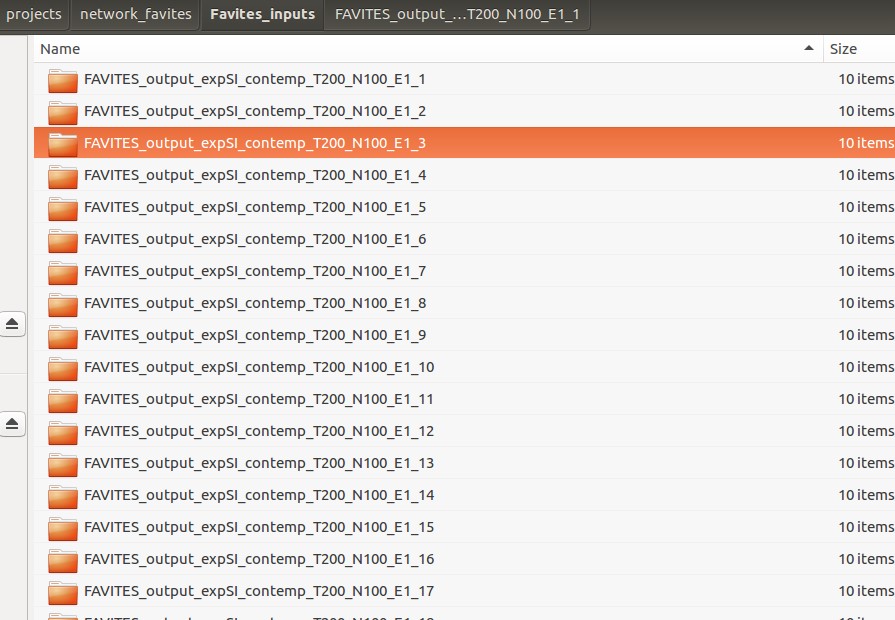 projects network_favites Favites_inputs FAVITES_output_...T200_N100_E1_1
Name Size
FAVITES_output_expSI_contemp_T200_N100_E1_1 10 items
FAVITES_output_expSI_contemp_T200_N100_E1_2 10 items
FAVITES_output_expSI_contemp_T200_N100_E1_3 10 items
FAVITES_output_expSI_contemp_T200_N100_E1_4 10 items
FAVITES_output_expSI_contemp_T200_N100_E1_5 10 items
FAVITES_output_expSI_contemp_T200_N100_E1_6 10 items
FAVITES_output_expSI_contemp_T200_N100_E1_7 10 items
FAVITES_output_expSI_contemp_T200_N100_E1_8 10 items
FAVITES_output_expSI_contemp_T200_N100_E1_9 10 items
FAVITES_output_expSI_contemp_T200_N100_E1_10 10 items
FAVITES_output_expSI_contemp_T200_N100_E1_11 10 items
FAVITES_output_expSI_contemp_T200_N100_E1_12 10 items
FAVITES_output_expSI_contemp_T200_N100_E1_13 10 items
FAVITES_output_expSI_contemp_T200_N100_E1_14 10 items
FAVITES_output_expSI_contemp_T200_N100_E1_15 10 items
FAVITES_output_expSI_contemp_T200_N100_E1_16 10 items
FAVITES_output_expSI_contemp_T200_N100_E1_17 10 items